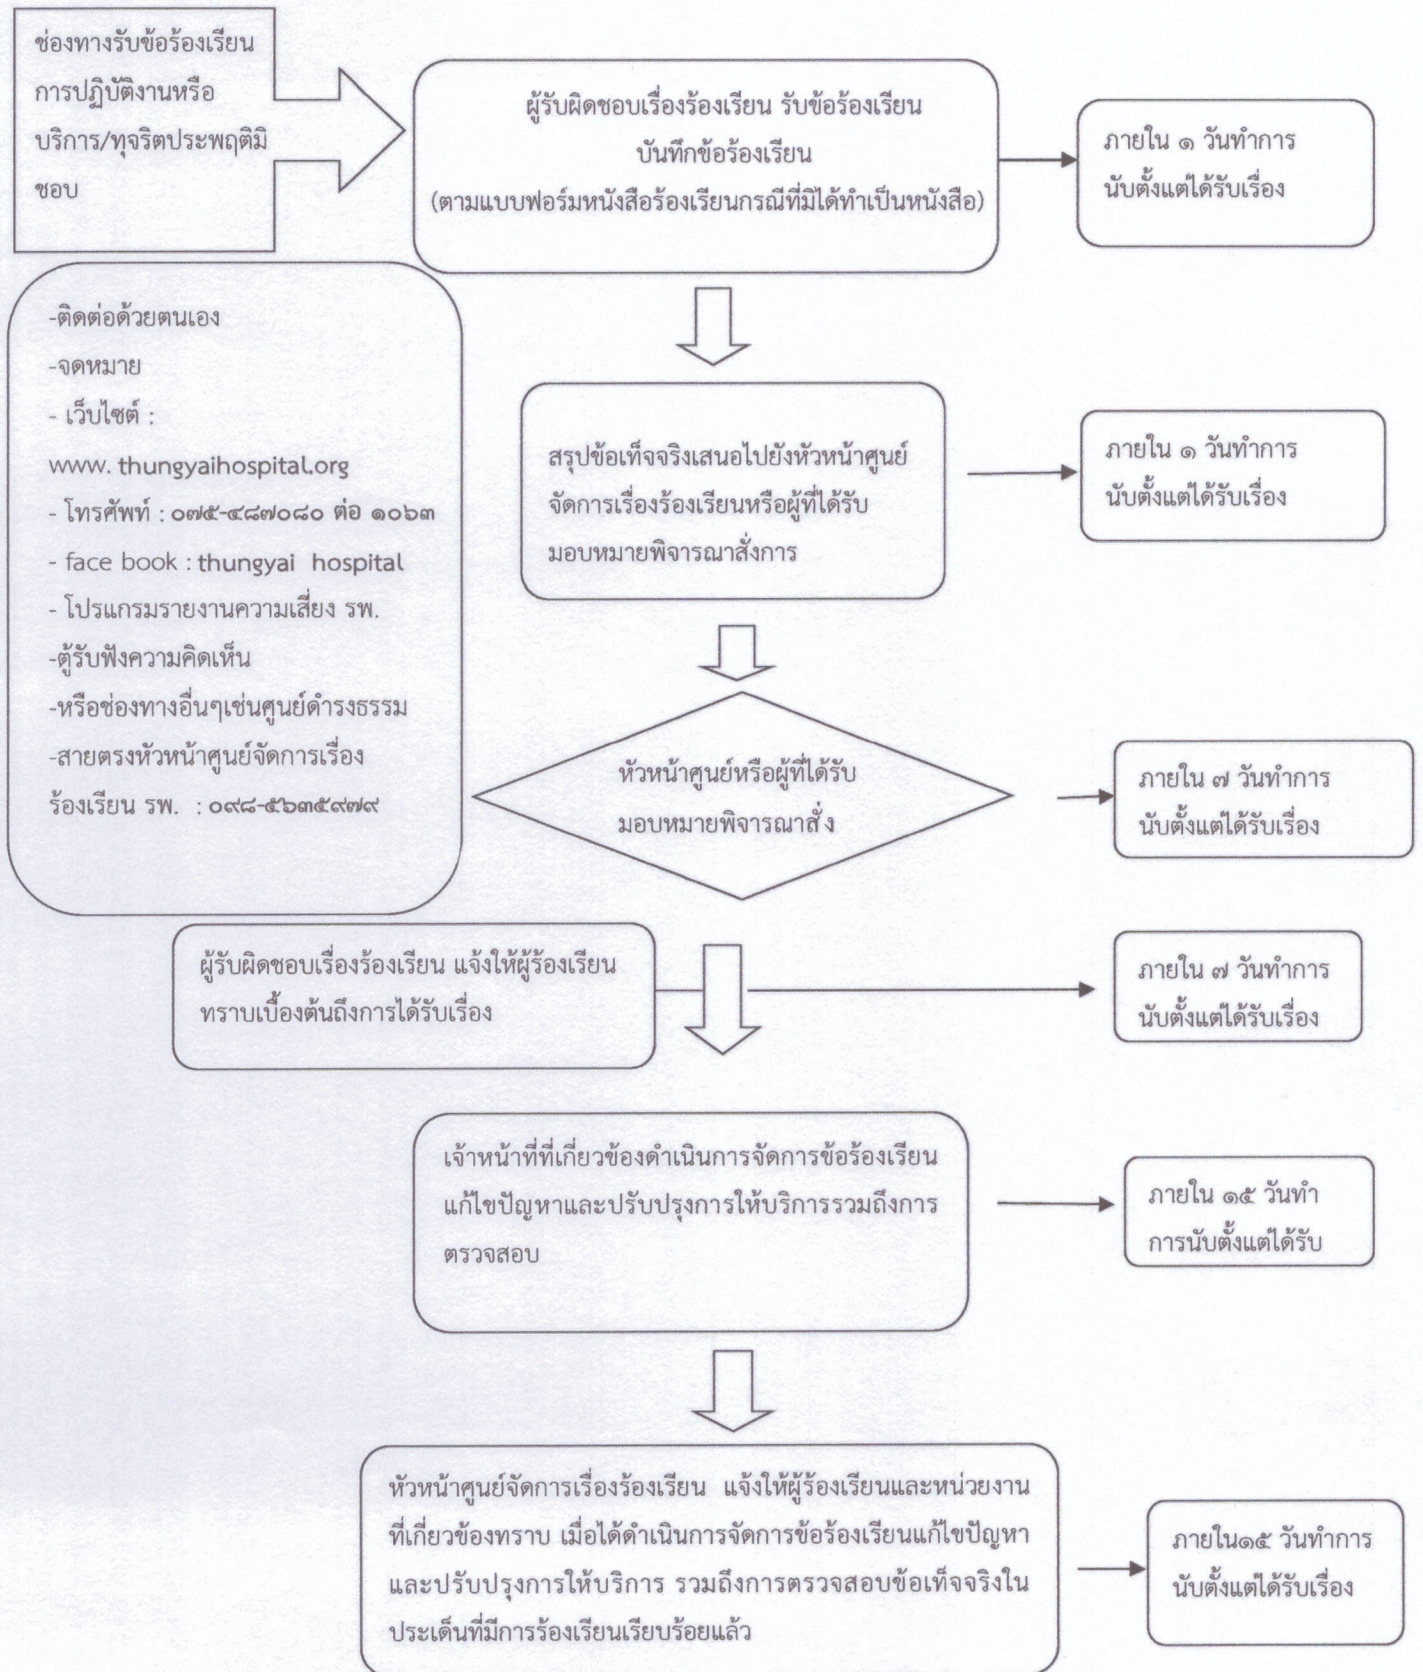 ช่องทางรับข้อร้องเรียน
การปฏิบัติงานหรือ
บริการ/ทุจริตประพฤติมิ
ชอบ
ผู้รับผิดชอบเรื่องร้องเรียน รับข้อร้องเรียน
บันทึกข้อร้องเรียน
(ตามแบบฟอร์มหนังสือร้องเรียนกรณีที่มิได้ทำเป็นหนังสือ)
ภายใน ๑ วันทำการ
นับตั้งแต่ได้รับเรื่อง
-ติดต่อด้วยตนเอง
-จดหมาย
- เว็บไซต์ :
www. thungyaihospital.org
- โทรศัพท์ : ๐๗๕-๔๘๗๐๘๐ ต่อ ๑๐๖๓
- face book : thungyai hospital
- โปรแกรมรายงานความเสี่ยง รพ.
-ตู้รับฟังความคิดเห็น
-หรือช่องทางอื่นๆเช่นศูนย์ดำรงธรรม
-สายตรงหัวหน้าศูนย์จัดการเรื่อง
ร้องเรียน รพ. : ๐๙๘-๕๖๓๕๙๗๙
สรุปข้อเท็จจริงเสนอไปยังหัวหน้าศูนย์
จัดการเรื่องร้องเรียนหรือผู้ที่ได้รับ
มอบหมายพิจารณาสั่งการ
ภายใน ๑ วันทำการ
นับตั้งแต่ได้รับเรื่อง
หัวหน้าศูนย์หรือผู้ที่ได้รับ
มอบหมายพิจารณาสั่ง
ภายใน ๗ วันทำการ
นับตั้งแต่ได้รับเรื่อง
ผู้รับผิดชอบเรื่องร้องเรียน แจ้งให้ผู้ร้องเรียน
ทราบเบื้องต้นถึงการได้รับเรื่อง
ภายใน ๗ วันทำการ
นับตั้งแต่ได้รับเรื่อง
เจ้าหน้าที่ที่เกี่ยวข้องดำเนินการจัดการข้อร้องเรียน
แก้ไขปัญหาและปรับปรุงการให้บริการรวมถึงการ
ตรวจสอบ
ภายใน ๑๕ วันทำ
การนับตั้งแต่ได้รับ
หัวหน้าศูนย์จัดการเรื่องร้องเรียน แจ้งให้ผู้ร้องเรียนและหน่วยงาน
ที่เกี่ยวข้องทราบ เมื่อได้ดำเนินการจัดการข้อร้องเรียนแก้ไขปัญหา
และปรับปรุงการให้บริการ รวมถึงการตรวจสอบข้อเท็จจริงใน
ประเด็นที่มีการร้องเรียนเรียบร้อยแล้ว
ภายใน๑๕ วันทำการ
นับตั้งแต่ได้รับเรื่อง